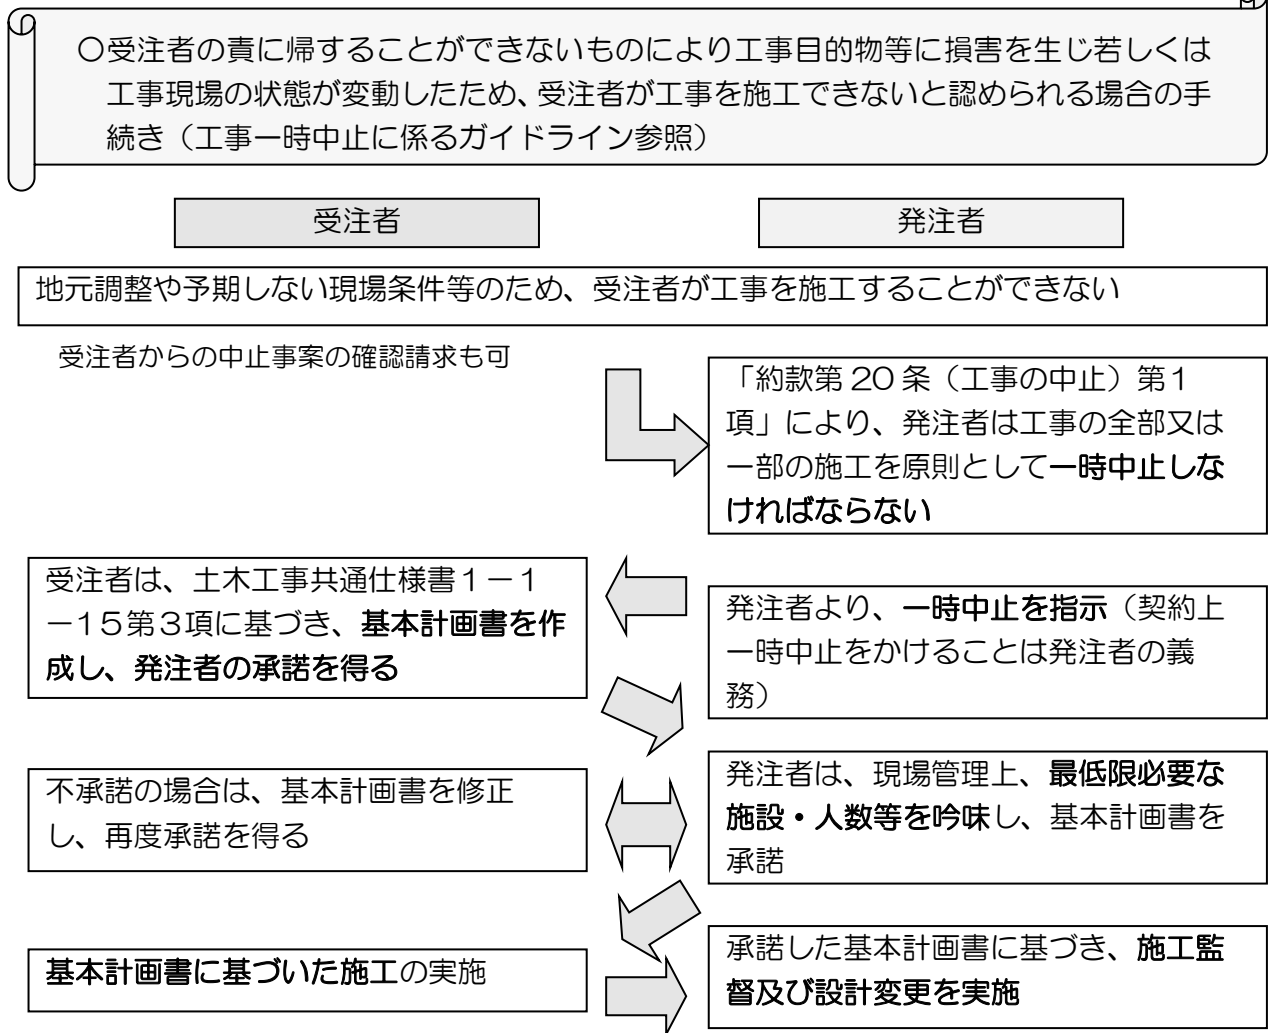 〇受注者の責に帰することができないものにより工事目的物等に損害を生じ若しくは
工事現場の状態が変動したため、受注者が工事を施工できないと認められる場合の手
続き（工事一時中止に係るガイドライン参照）
受注者
発注者
地元調整や予期しない現場条件等のため、受注者が工事を施工することができない
受注者からの中止事案の確認請求も可
「約款第 20 条（工事の中止）第１
項」により、発注者は工事の全部又は
一部の施工を原則として一時中止しな
ければならない
受注者は、土木工事共通仕様書１－１
－１５第３項に基づき、基本計画書を作
成し、発注者の承諾を得る
発注者より、一時中止を指示（契約上
一時中止をかけることは発注者の義
務）
不承諾の場合は、基本計画書を修正
し、再度承諾を得る
発注者は、現場管理上、最低限必要な
施設・人数等を吟味し、基本計画書を
承諾
基本計画書に基づいた施工の実施
承諾した基本計画書に基づき、施工監
督及び設計変更を実施